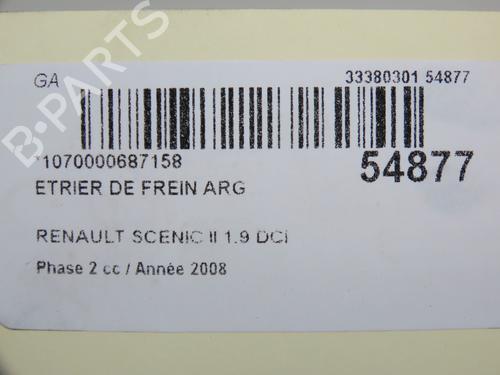 GA 33380301 54877
*1070000687158 54877
ETRIER DE FREIN ARG
RENAULT SCENIC II 1.9 DCI
Phase 2 cc / Année 2008
B-PARTS